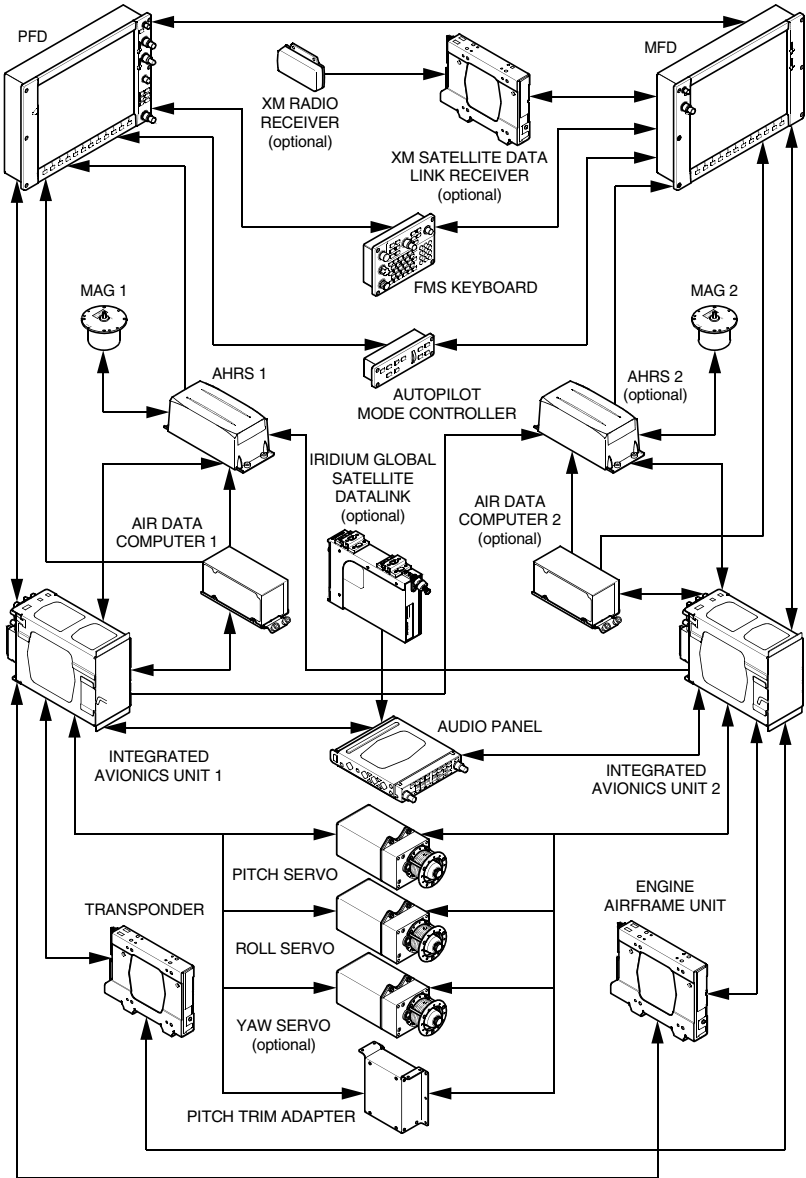 PFD
MFD
XM RADIO
RECEIVER
(optional)
XM SATELLITE DATA
LINK RECEIVER
(optional)
FMS KEYBOARD
MAG 1
MAG 2
AUTOPILOT
MODE CONTROLLER
AHRS 1
AHRS 2
(optional)
IRIDIUM GLOBAL
SATELLITE
DATALINK
(optional)
AIR DATA
COMPUTER 1
AIR DATA
COMPUTER 2
(optional)
AUDIO PANEL
INTEGRATED
AVIONICS UNIT 1
INTEGRATED
AVIONICS UNIT 2
PITCH SERVO
TRANSPONDER
ENGINE
AIRFRAME UNIT
ROLL SERVO
YAW SERVO
(optional)
PITCH TRIM ADAPTER